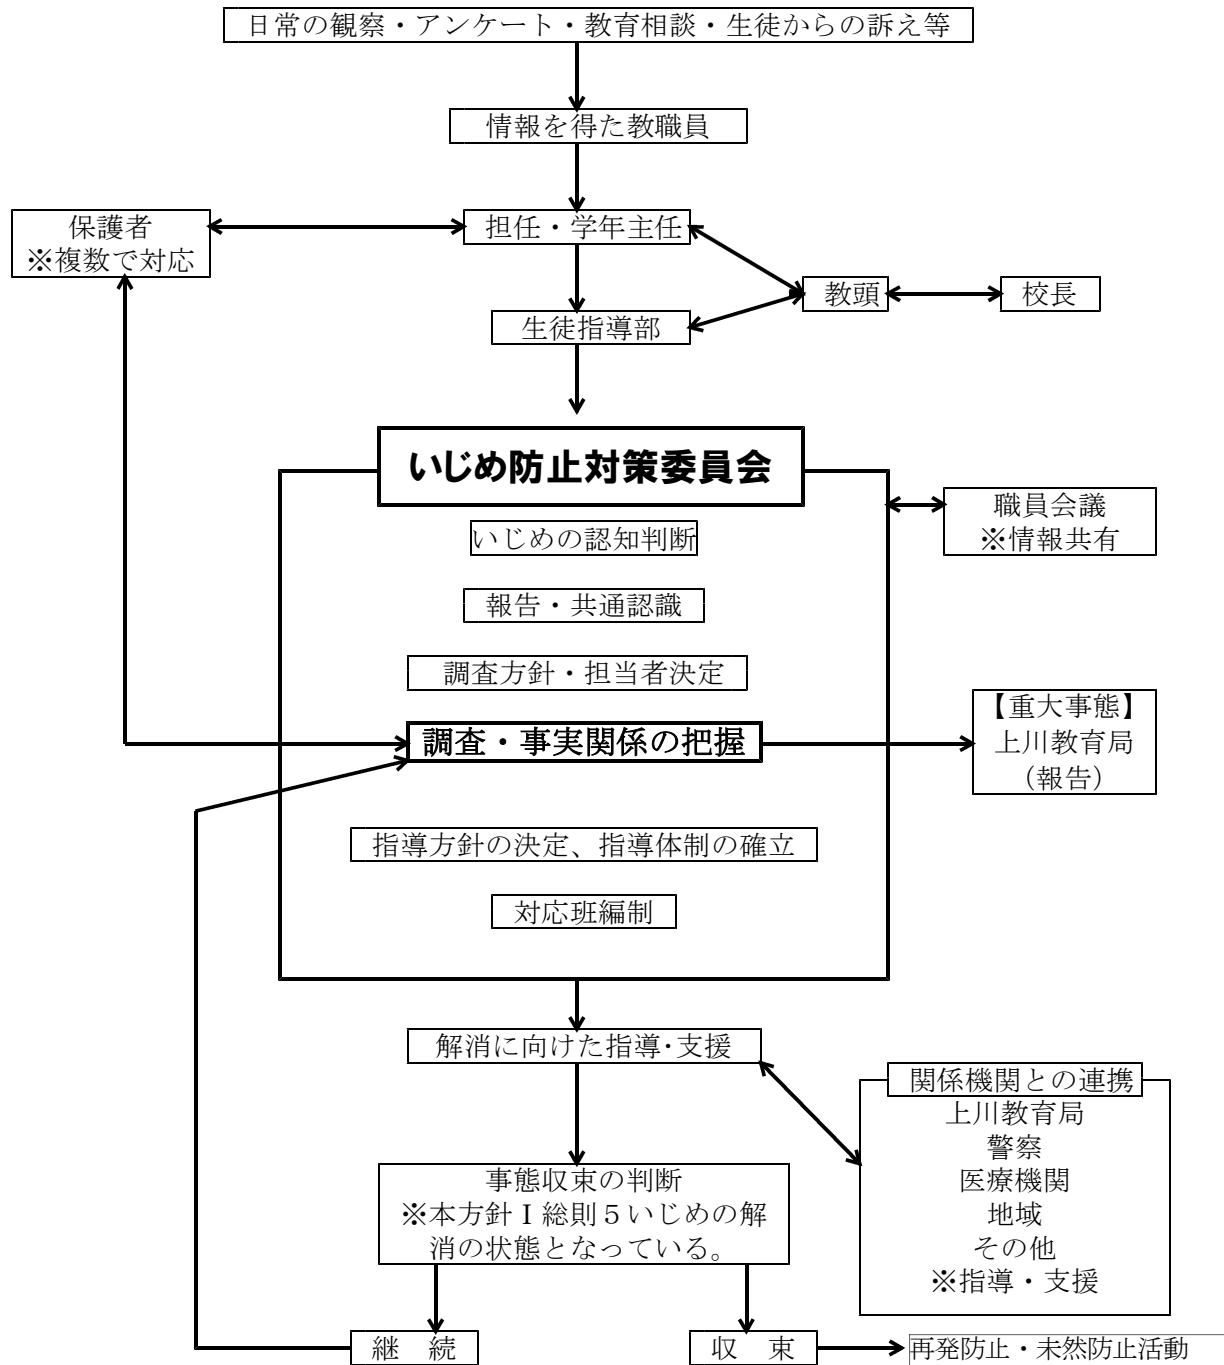 日常の観察・アンケート・教育相談・生徒からの訴え等
情報を得た教職員
保護者
※複数で対応
担任・学年主任
教頭
校長
生徒指導部
いじめ防止対策委員会
職員会議
※情報共有
いじめの認知判断
報告・共通認識
調査方針・担当者決定
調査・事実関係の把握
【重大事態】
上川教育局
（報告）
指導方針の決定、指導体制の確立
対応班編制
解消に向けた指導・支援
関係機関との連携
上川教育局
警察
医療機関
地域
その他
※指導・支援
事態収束の判断
※本方針Ⅰ総則５いじめの解
消の状態となっている。
継　続
収　束
再発防止・未然防止活動